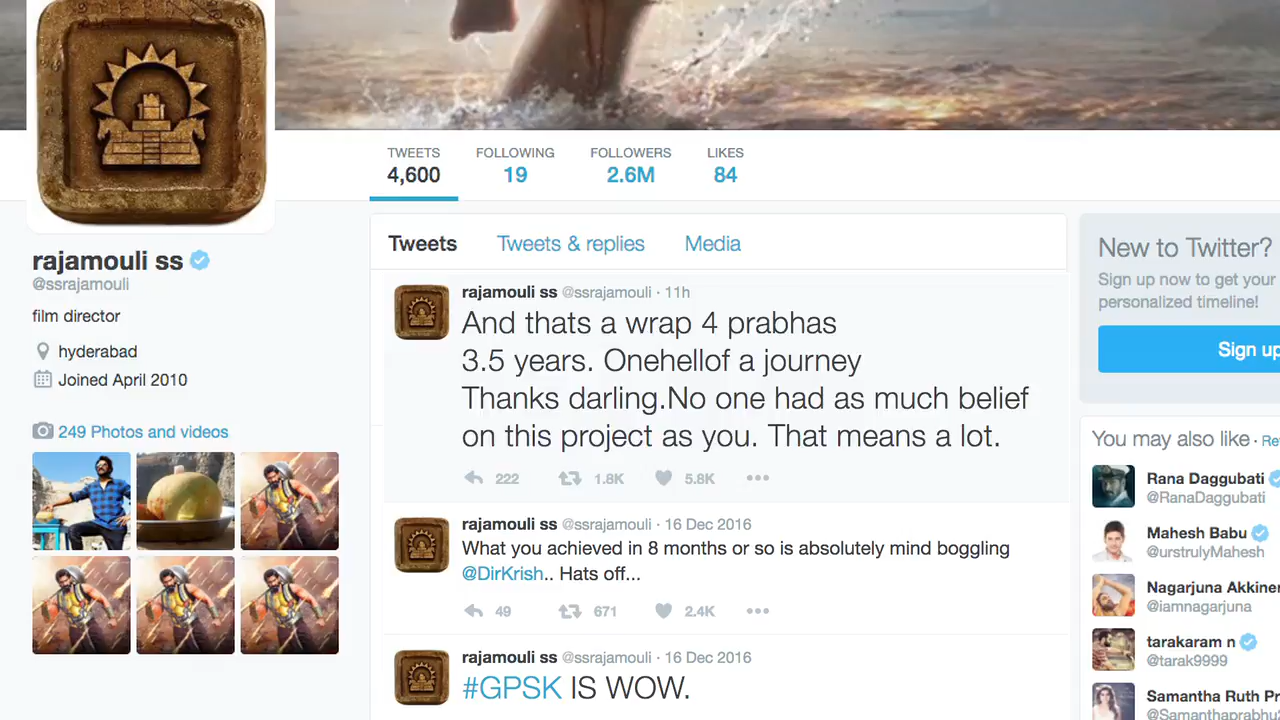 TWEETS FOLLOWING FOLLOWERS LIKES
4,600 19 2.6M 84
rajamouli ss
@ssrajamouli
film director
hyderabad
Joined April 2010
249 Photos and videos
Tweets Tweets & replies Media
rajamouli ss @ssrajamouli · 11h
And thats a wrap 4 prabhas
3.5 years. Onehellof a journey
Thanks darling.No one had as much belief
on this project as you. That means a lot.
222 1.8K 5.8K
rajamouli ss @ssrajamouli · 16 Dec 2016
What you achieved in 8 months or so is absolutely mind boggling
@DirKrish.. Hats off...
49 671 2.4K
rajamouli ss @ssrajamouli · 16 Dec 2016
#GPSK IS WOW.
New to Twitter?
Sign up now to get your
personalized timeline!
Sign up
You may also like · Re
Rana Daggubati
@RanaDaggubati
Mahesh Babu
@urstrulyMahesh
Nagarjuna Akkiner
@iamnagarjuna
tarakaram n
@tarak9999
Samantha Ruth Pr
@Samanthaprabhu2